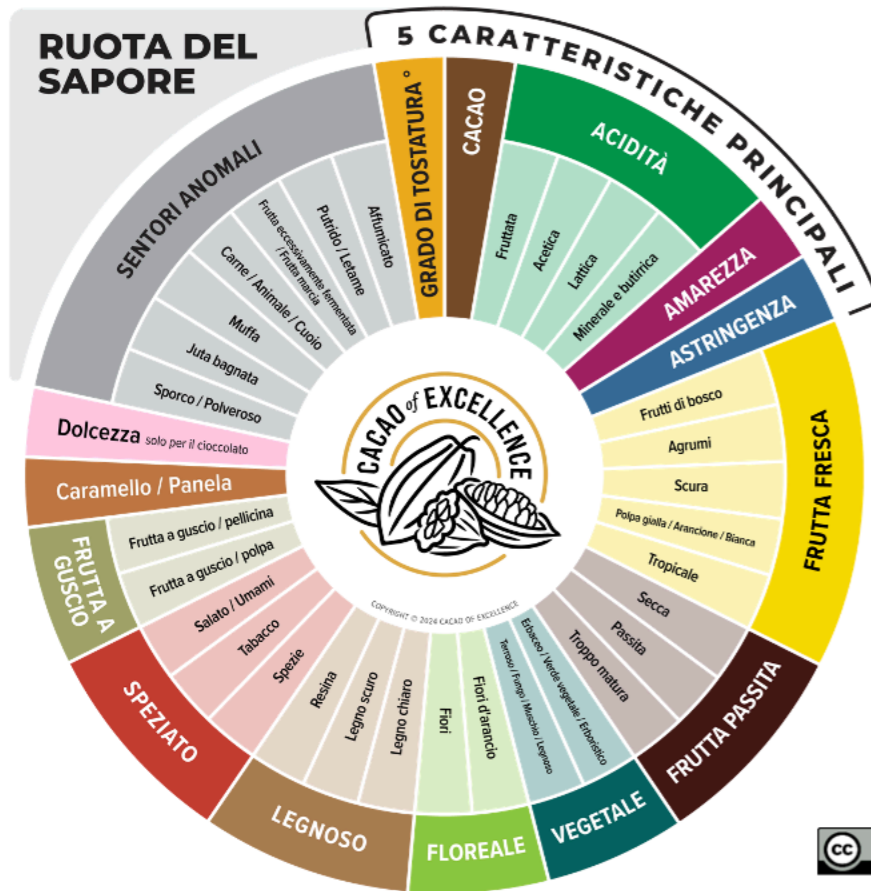 RUOTA DEL
SAPORE
5 CARATTERISTICHE PRINCIPALI
GRADO DI TOSTATURA°
CACAO
ACIDITÀ
Fruttata
Acetica
Lattica
Minerale e butirrica
AMAREZZA
ASTRINGENZA
FRUTTA FRESCA
Frutti di bosco
Agrumi
Scura
Polpa gialla / Arancione / Bianca
Tropicale
FRUTTA PASSITA
Secca
Passita
Troppo matura
VEGETALE
Erbaceo / Verde vegetale / Erboristico
Terroso / Fungo / Muschio / Legnoso
FLOREALE
Fiori d'arancio
Fiori
LEGNOSO
Legno chiaro
Legno scuro
Resina
SPEZIATO
Spezie
Tabacco
Salato / Umami
FRUTTA A
GUSCIO
Frutta a guscio / polpa
Frutta a guscio / pellicina
Caramello / Panela
Dolcezza solo per il cioccolato
SENTORI ANOMALI
Sporco / Polveroso
Juta bagnata
Muffa
Carne / Animale / Cuoio
Frutta eccessivamente fermentata
/ Frutta marcia
Putrido / Letame
Affumicato
CACAO of EXCELLENCE
COPYRIGHT © 2024 CACAO OF EXCELLENCE
cc